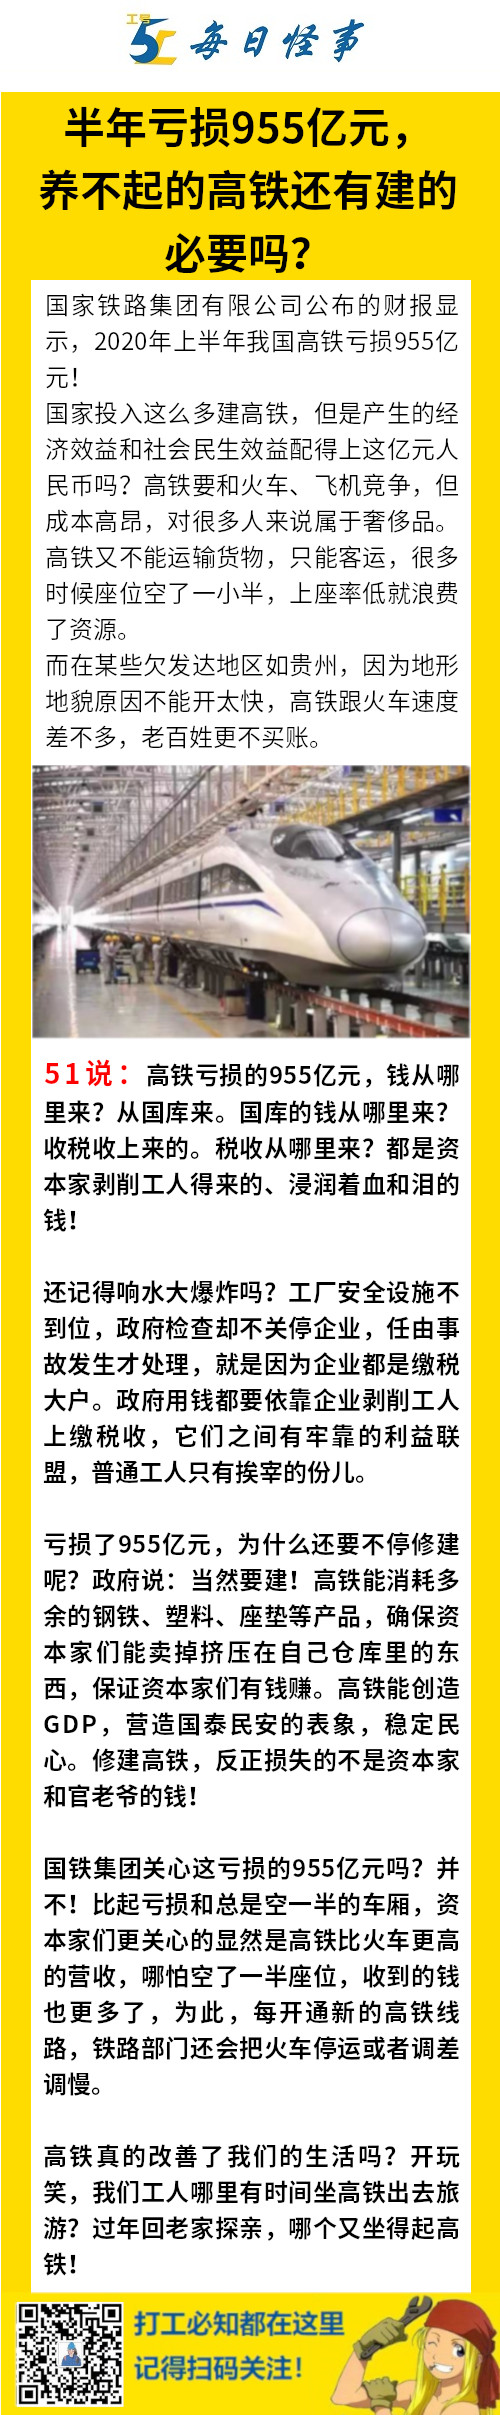 工号
51
每日怪事
半年亏损955亿元，
养不起的高铁还有建的
必要吗？
国家铁路集团有限公司公布的财报显
示，2020年上半年我国高铁亏损955亿
元！
国家投入这么多建高铁，但是产生的经
济效益和社会民生效益配得上这亿元人
民币吗？高铁要和火车、飞机竞争，但
成本高昂，对很多人来说属于奢侈品。
高铁又不能运输货物，只能客运，很多
时候座位空了一小半，上座率低就浪费
了资源。
而在某些欠发达地区如贵州，因为地形
地貌原因不能开太快，高铁跟火车速度
差不多，老百姓更不买账。
51说：高铁亏损的955亿元，钱从哪
里来？从国库来。国库的钱从哪里来？
收税收上来的。税收从哪里来？都是资
本家剥削工人得来的、浸润着血和泪的
钱！
还记得响水大爆炸吗？工厂安全设施不
到位，政府检查却不关停企业，任由事
故发生才处理，就是因为企业都是缴税
大户。政府用钱都要依靠企业剥削工人
上缴税收，它们之间有牢靠的利益联
盟，普通工人只有挨宰的份儿。
亏损了955亿元，为什么还要不停修建
呢？政府说：当然要建！高铁能消耗多
余的钢铁、塑料、座垫等产品，确保资
本家们能卖掉挤压在自己仓库里的东
西，保证资本家们有钱赚。高铁能创造
GDP，营造国泰民安的表象，稳定民
心。修建高铁，反正损失的不是资本家
和官老爷的钱！
国铁集团关心这亏损的955亿元吗？并
不！比起亏损和总是空一半的车厢，资
本家们更关心的显然是高铁比火车更高
的营收，哪怕空了一半座位，收到的钱
也更多了，为此，每开通新的高铁线
路，铁路部门还会把火车停运或者调差
调慢。
高铁真的改善了我们的生活吗？开玩
笑，我们工人哪里有时间坐高铁出去旅
游？过年回老家探亲，哪个又坐得起高
铁！
打工必知都在这里
记得扫码关注！